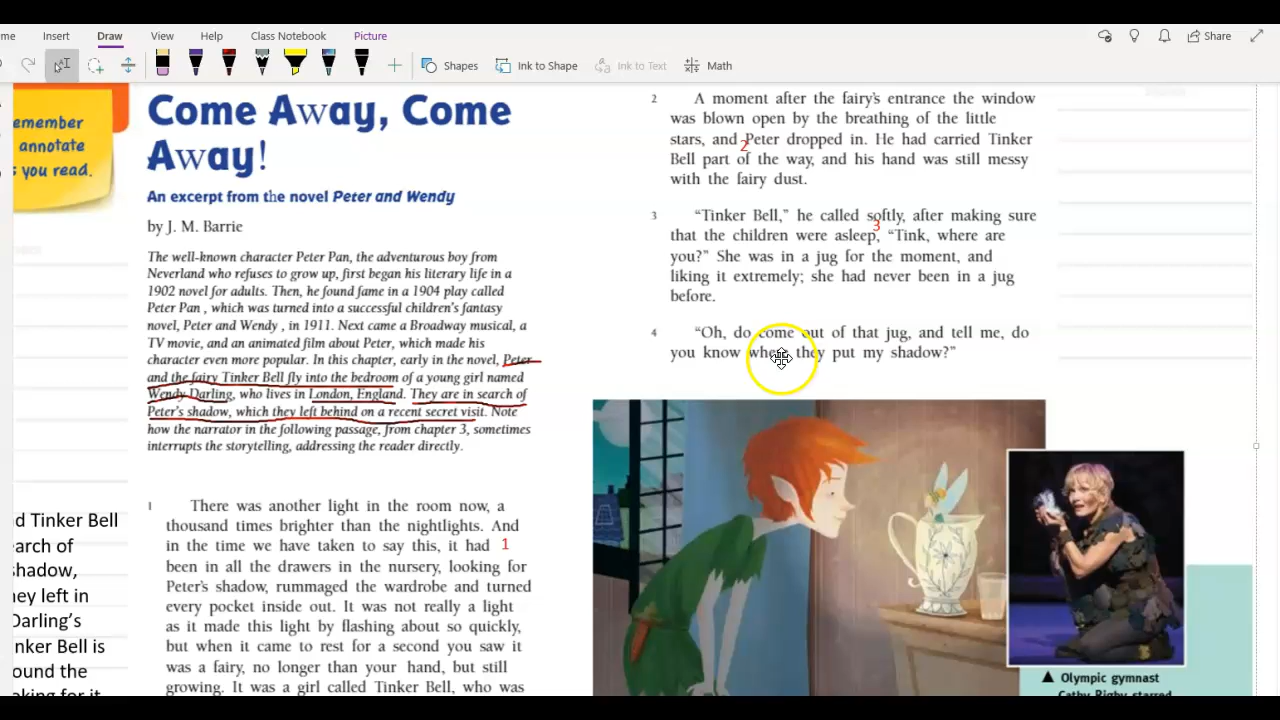 Insert Draw View Help Class Notebook Picture Share
Shapes Ink to Shape Ink to Text Math
as you read.
annotate
Come Away, Come
Away!
An excerpt from the novel Peter and Wendy
by J. M. Barrie
The well-known character Peter Pan, the adventurous boy from
Neverland who refuses to grow up, first began his literary life in a
1902 novel for adults. Then, he found fame in a 1904 play called
Peter Pan , which was turned into a successful children's fantasy
novel, Peter and Wendy , in 1911. Next came a Broadway musical, a
TV movie, and an animated film about Peter, which made his
character even more popular. In this chapter, early in the novel, Peter
and the fairy Tinker Bell fly into the bedroom of a young girl named
Wendy Darling, who lives in London, England. They are in search of
Peter's shadow, which they left behind on a recent secret visit. Note
how the narrator in the following passage, from chapter 3, sometimes
interrupts the storytelling, addressing the reader directly.
1 There was another light in the room now, a
thousand times brighter than the nightlights. And
in the time we have taken to say this, it had 1
been in all the drawers in the nursery, looking for
Peter's shadow, rummaged the wardrobe and turned
every pocket inside out. It was not really a light
as it made this light by flashing about so quickly,
but when it came to rest for a second you saw it
was a fairy, no longer than your hand, but still
growing. It was a girl called Tinker Bell, who was
Tinker Bell
of
shadow,
left in
Darling's
Bell is
the
for it
2 A moment after the fairy's entrance the window
was blown open by the breathing of the little
stars, and Peter dropped in. He had carried Tinker
2
Bell part of the way, and his hand was still messy
with the fairy dust.
3 "Tinker Bell," he called softly, after making sure
3
that the children were asleep, "Tink, where are
you?" She was in a jug for the moment, and
liking it extremely; she had never been in a jug
before.
4 "Oh, do come out of that jug, and tell me, do
you know where they put my shadow?"
▲ Olympic gymnast
Cathy Rigby starred